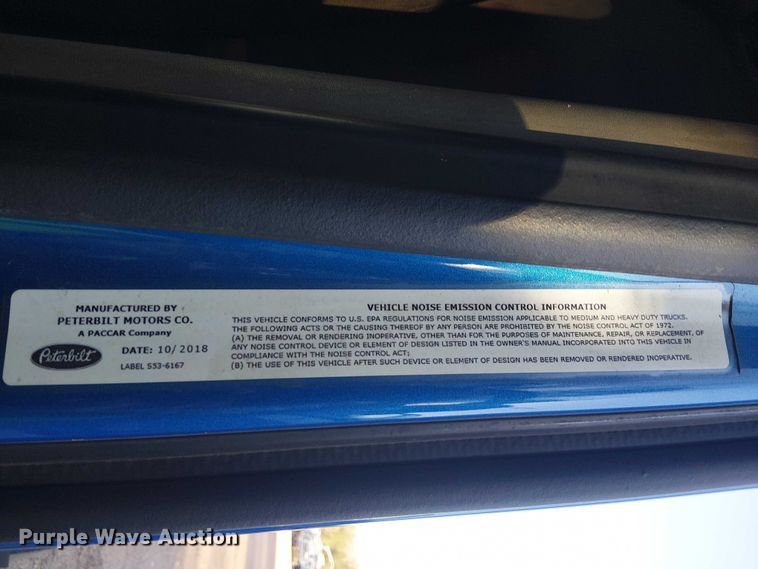 MANUFACTURED BY
PETERBILT MOTORS CO.
A PACCAR Company
Peterbilt
DATE: 10/2018
LABEL S53-6167
VEHICLE NOISE EMISSION CONTROL INFORMATION
THIS VEHICLE CONFORMS TO U.S. EPA REGULATIONS FOR NOISE EMISSION APPLICABLE TO MEDIUM AND HEAVY DUTY TRUCKS.
THE FOLLOWING ACTS OR THE CAUSING THEREOF BY ANY PERSON ARE PROHIBITED BY THE NOISE CONTROL ACT OF 1972.
(A) THE REMOVAL OR RENDERING INOPERATIVE, OTHER THAN FOR THE PURPOSES OF MAINTENANCE, REPAIR, OR REPLACEMENT, OF
ANY NOISE CONTROL DEVICE OR ELEMENT OF DESIGN LISTED IN THE OWNER'S MANUAL INCORPORATED INTO THIS VEHICLE IN
COMPLIANCE WITH THE NOISE CONTROL ACT;
(B) THE USE OF THIS VEHICLE AFTER SUCH DEVICE OR ELEMENT OF DESIGN HAS BEEN REMOVED OR RENDERED INOPERATIVE.
Purple Wave Auction